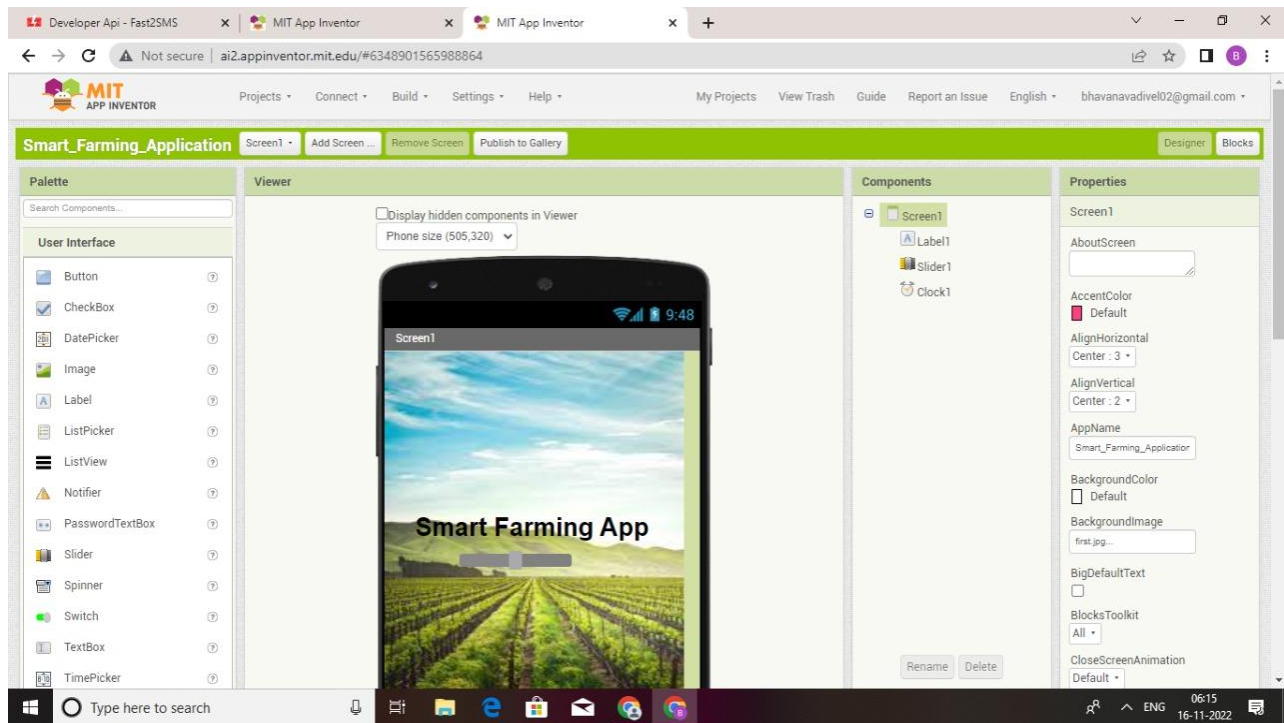 Developer Api - Fast2SMS
MIT App Inventor
MIT App Inventor
Not secure ai2.appinventor.mit.edu/#6348901565988864
B
MIT
APP INVENTOR
Projects
Connect
Build
Settings
Help
My Projects
View Trash
Guide
Report an Issue
English
bhavanavadivel02@gmail.com
Smart_Farming_Application
Screen1
Add Screen ...
Remove Screen
Publish to Gallery
Designer
Blocks
Palette
Search Components...
User Interface
Button
CheckBox
DatePicker
Image
Label
ListPicker
ListView
Notifier
PasswordTextBox
Slider
Spinner
Switch
TextBox
TimePicker
Viewer
Display hidden components in Viewer
Phone size (505,320)
9:48
Screen1
Smart Farming App
Components
Screen1
Label1
Slider1
Clock1
Rename
Delete
Properties
Screen1
AboutScreen
AccentColor
Default
AlignHorizontal
Center : 3
AlignVertical
Center : 2
AppName
Smart_Farming_Application
BackgroundColor
Default
BackgroundImage
first.jpg...
BigDefaultText
BlocksToolkit
All
CloseScreenAnimation
Default
Type here to search
ENG
06:15
16-11-2022